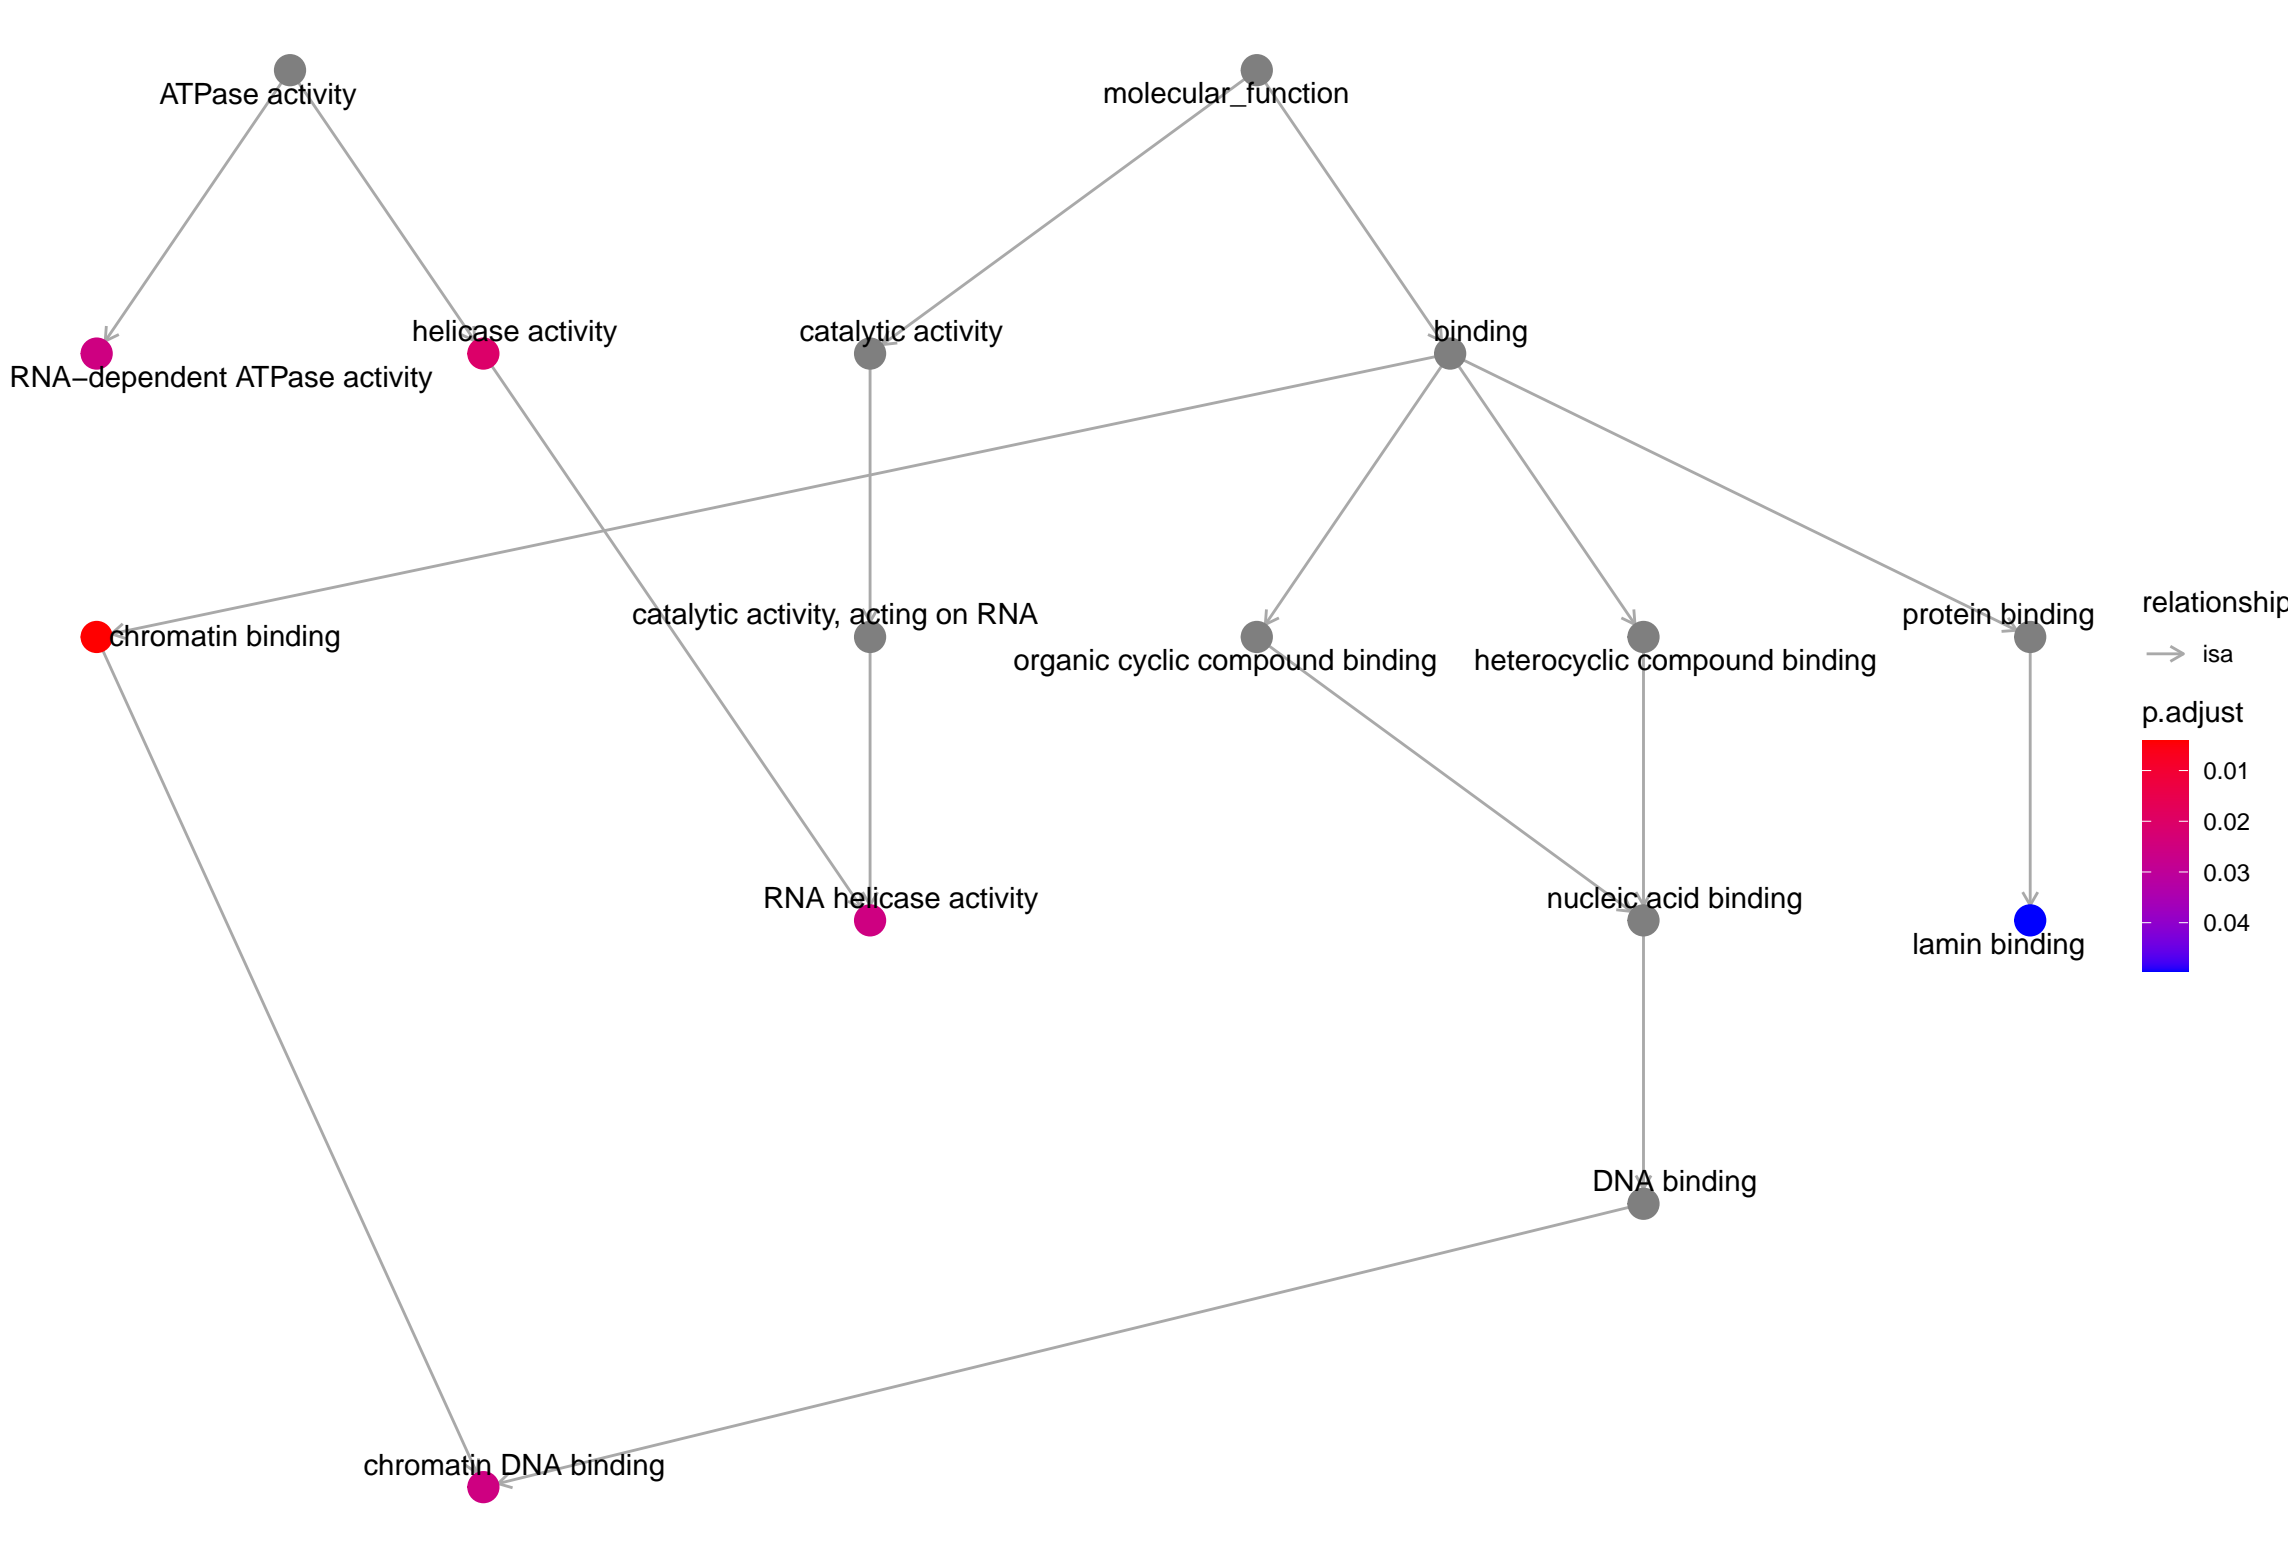 ATPase activity
molecular_function
helicase activity
catalytic activity
binding
RNA−dependent ATPase activity
chromatin binding
catalytic activity, acting on RNA
organic cyclic compound binding
heterocyclic compound binding
protein binding
RNA helicase activity
nucleic acid binding
lamin binding
DNA binding
chromatin DNA binding
relationship
isa
p.adjust
0.01
0.02
0.03
0.04